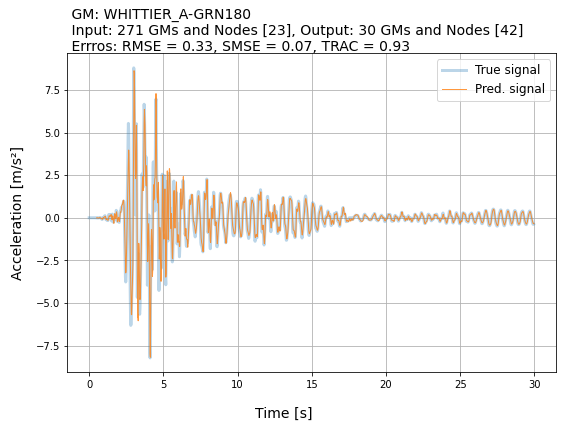 GM: WHITTIER_A-GRN180
Input: 271 GMs and Nodes [23], Output: 30 GMs and Nodes [42]
Errros: RMSE = 0.33, SMSE = 0.07, TRAC = 0.93
True signal
Pred. signal
7.5
5.0
2.5
0.0
−2.5
−5.0
−7.5
Acceleration [m/s²]
0 5 10 15 20 25 30
Time [s]